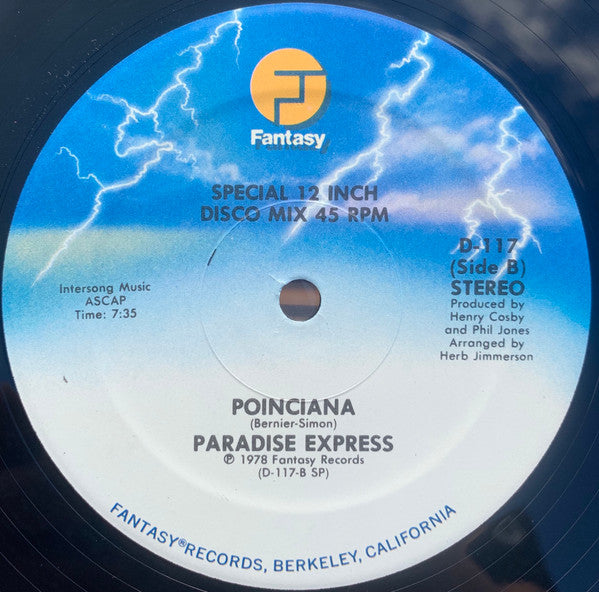 Fantasy
SPECIAL 12 INCH
DISCO MIX 45 RPM
D-117
(Side B)
STEREO
Produced by
Henry Cosby
and Phil Jones
Arranged by
Herb Jimmerson
Intersong Music
ASCAP
Time: 7:35
POINCIANA
(Bernier-Simon)
PARADISE EXPRESS
℗ 1978 Fantasy Records
(D-117-B SP)
FANTASY® RECORDS, BERKELEY, CALIFORNIA